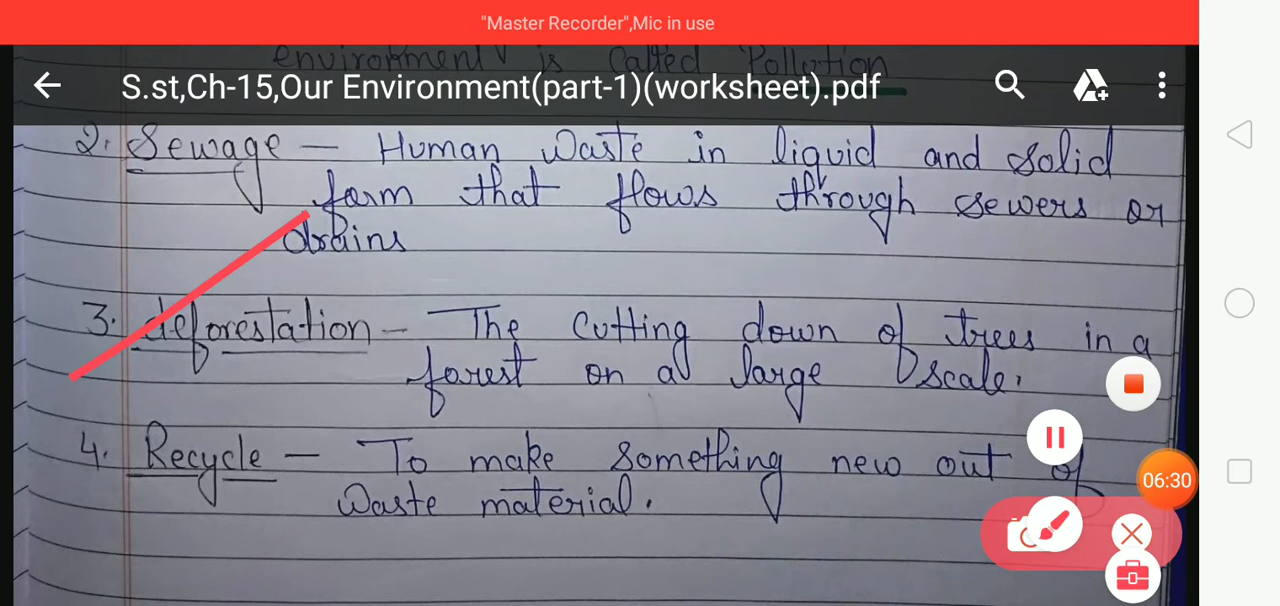 "Master Recorder",Mic in use
environment is called Pollution
S.st,Ch-15,Our Environment(part-1)(worksheet).pdf
2. Sewage - Human waste in liquid and solid
form that flows through sewers or
drains
3. deforestation - The cutting down of trees in a
forest on a large scale.
4. Recycle - To make something new out of
waste material.
06:30